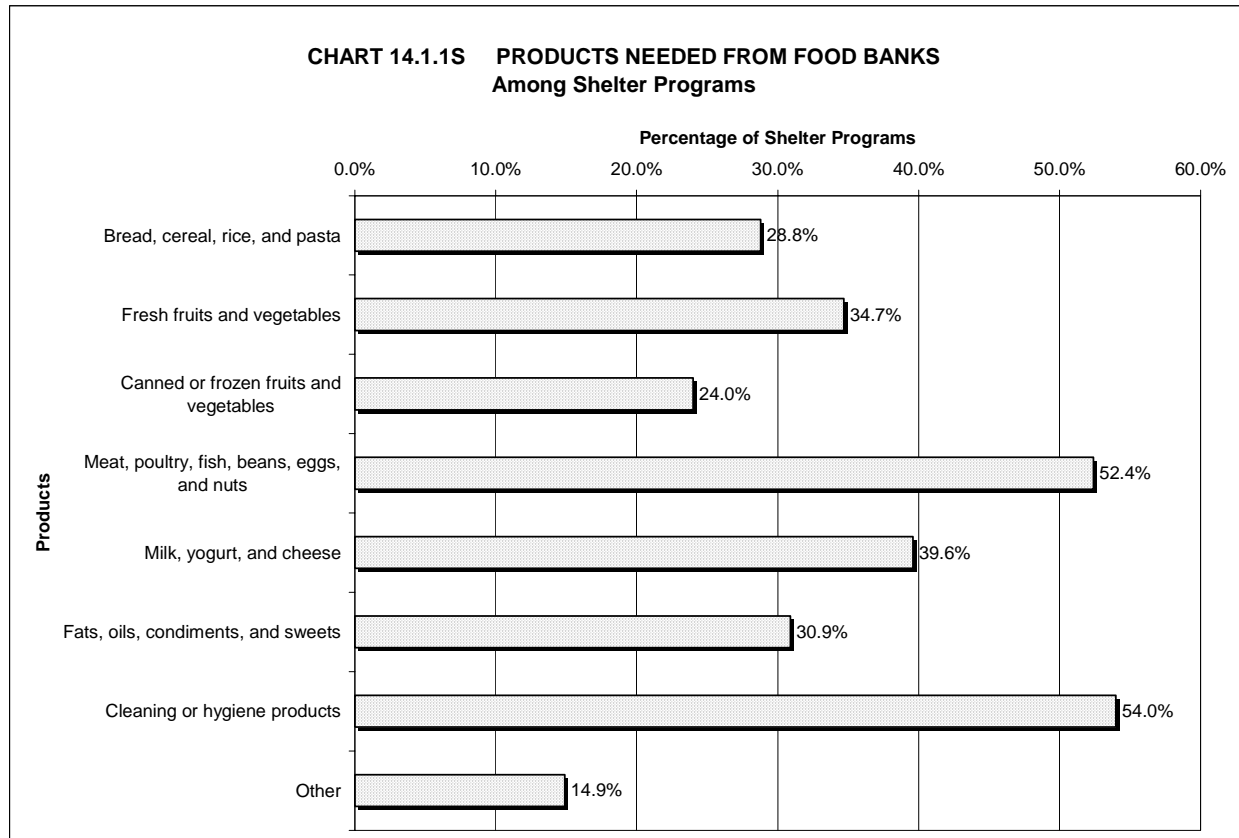 CHART 14.1.1S PRODUCTS NEEDED FROM FOOD BANKS
Among Shelter Programs
Percentage of Shelter Programs
0.0% 10.0% 20.0% 30.0% 40.0% 50.0% 60.0%
Products
Bread, cereal, rice, and pasta 28.8%
Fresh fruits and vegetables 34.7%
Canned or frozen fruits and
vegetables 24.0%
Meat, poultry, fish, beans, eggs,
and nuts 52.4%
Milk, yogurt, and cheese 39.6%
Fats, oils, condiments, and sweets 30.9%
Cleaning or hygiene products 54.0%
Other 14.9%